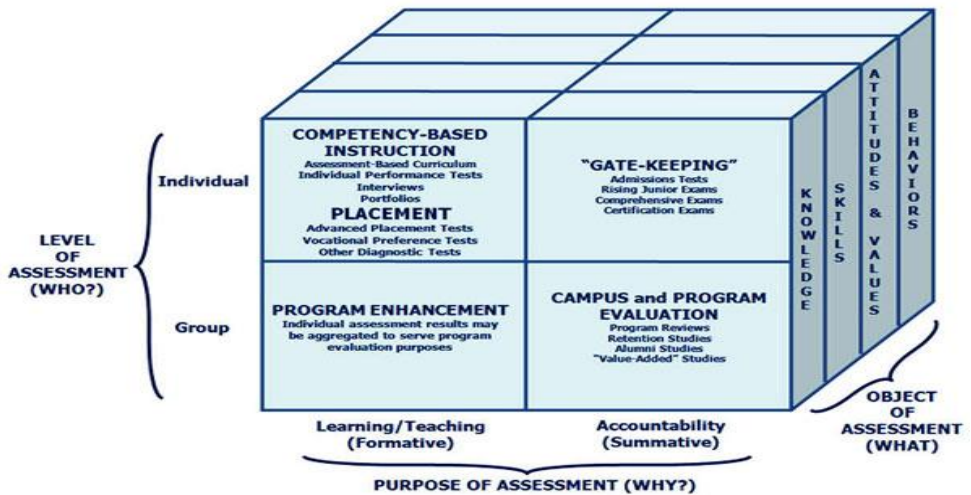 LEVEL
OF
ASSESSMENT
(WHO?)
Individual
Group
COMPETENCY-BASED
INSTRUCTION
Assessment-Based Curriculum
Individual Performance Tests
Interviews
Portfolios
PLACEMENT
Advanced Placement Tests
Vocational Preference Tests
Other Diagnostic Tests
“GATE-KEEPING”
Admissions Tests
Rising Junior Exams
Comprehensive Exams
Certification Exams
PROGRAM ENHANCEMENT
Individual assessment results may
be aggregated to serve program
evaluation purposes
CAMPUS and PROGRAM
EVALUATION
Program Reviews
Retention Studies
Alumni Studies
“Value-Added” Studies
KNOWLEDGE
SKILLS
ATTITUDES & VALUES
BEHAVIORS
Learning/Teaching
(Formative)
Accountability
(Summative)
PURPOSE OF ASSESSMENT (WHY?)
OBJECT
OF
ASSESSMENT
(WHAT)